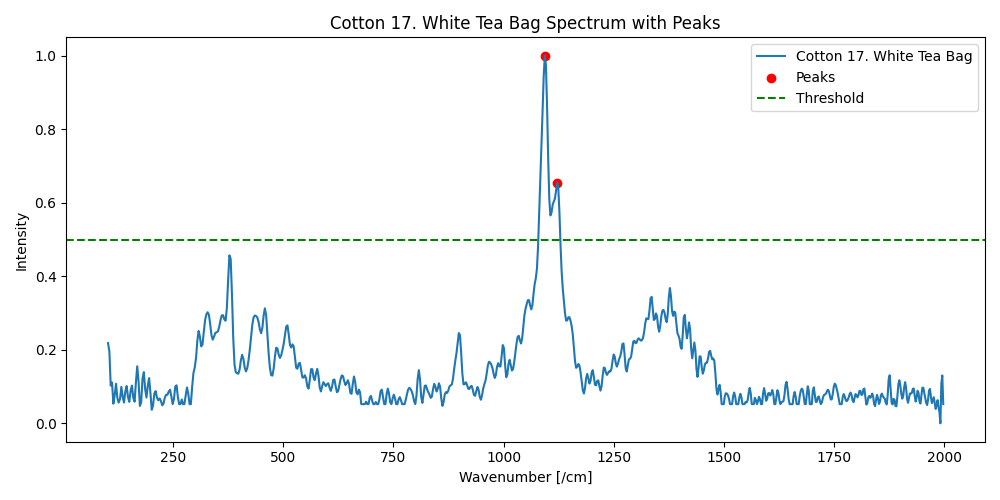 Cotton 17. White Tea Bag Spectrum with Peaks
Cotton 17. White Tea Bag
Peaks
Threshold
1.0
0.8
0.6
0.4
0.2
0.0
Intensity
250
500
750
1000
1250
1500
1750
2000
Wavenumber [/cm]